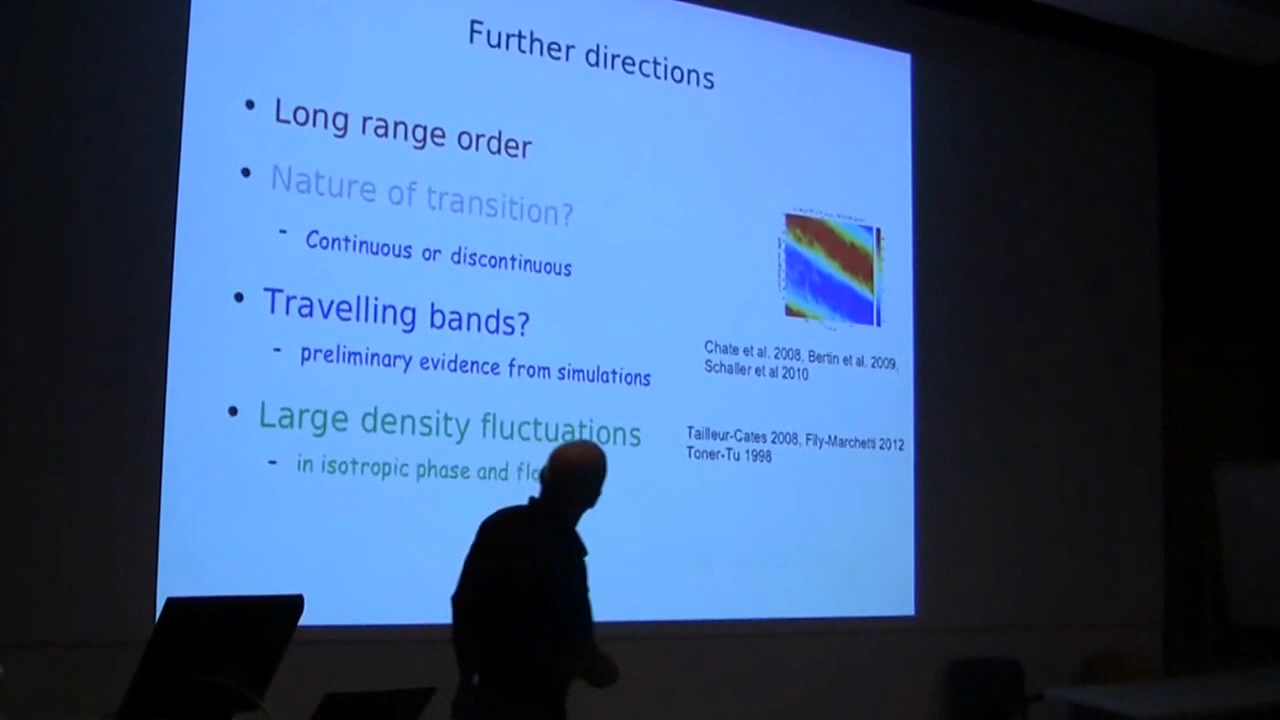 Further directions
• Long range order
• Nature of transition?
- Continuous or discontinuous
• Travelling bands?
- preliminary evidence from simulations
Chate et al. 2008, Bertin et al. 2009,
Schaller et al 2010
• Large density fluctuations
- in isotropic phase and
Tailleur-Cates 2008, Fily-Marchetti 2012
Toner-Tu 1998